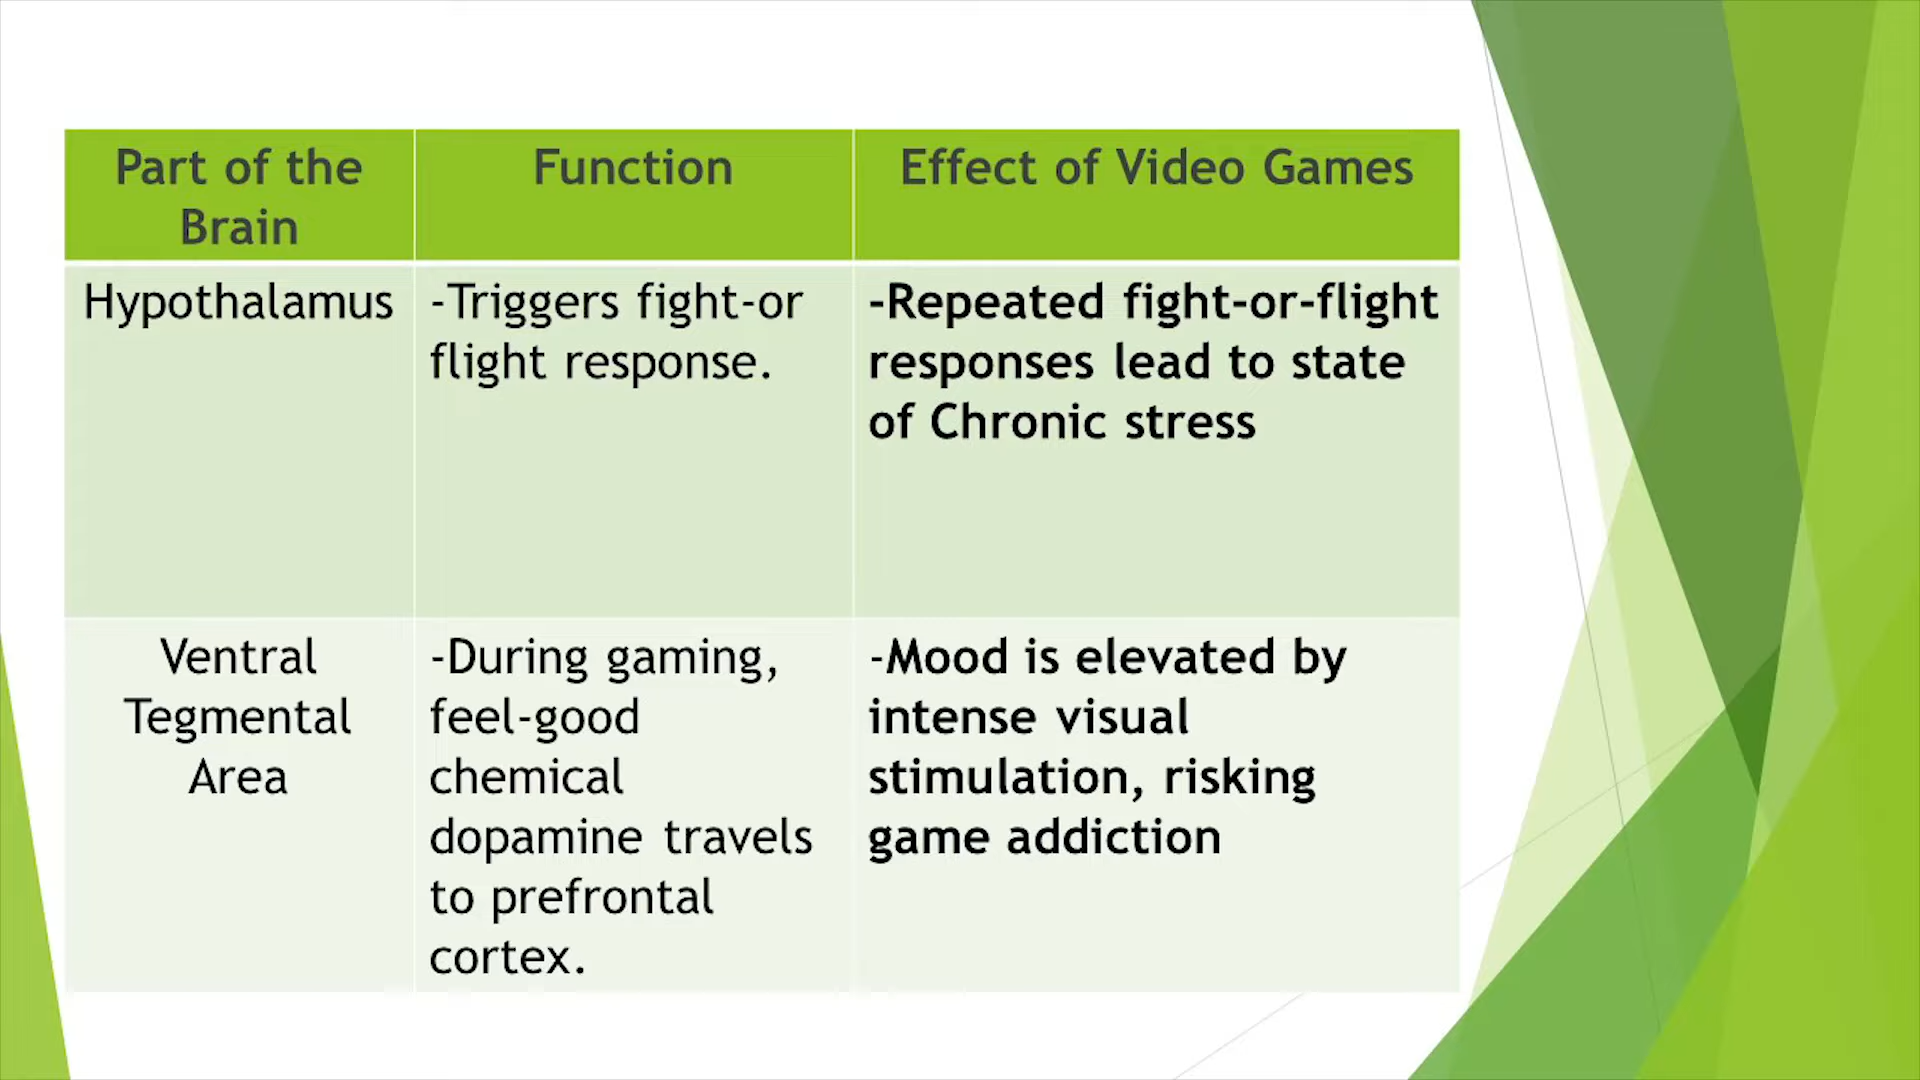 Part of the
Brain
Function
Effect of Video Games
Hypothalamus
-Triggers fight-or
flight response.
-Repeated fight-or-flight
responses lead to state
of Chronic stress
Ventral
Tegmental
Area
-During gaming,
feel-good
chemical
dopamine travels
to prefrontal
cortex.
-Mood is elevated by
intense visual
stimulation, risking
game addiction